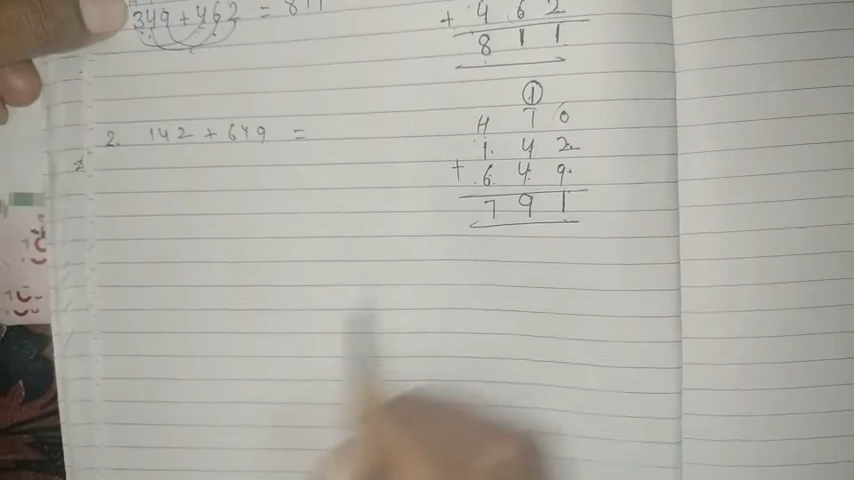 349 + 462 = 811
+ 4 6 2
8 1 1
1
H T O
2. 142 + 649 =
1 4 2
+ 6 4 9
7 9 1